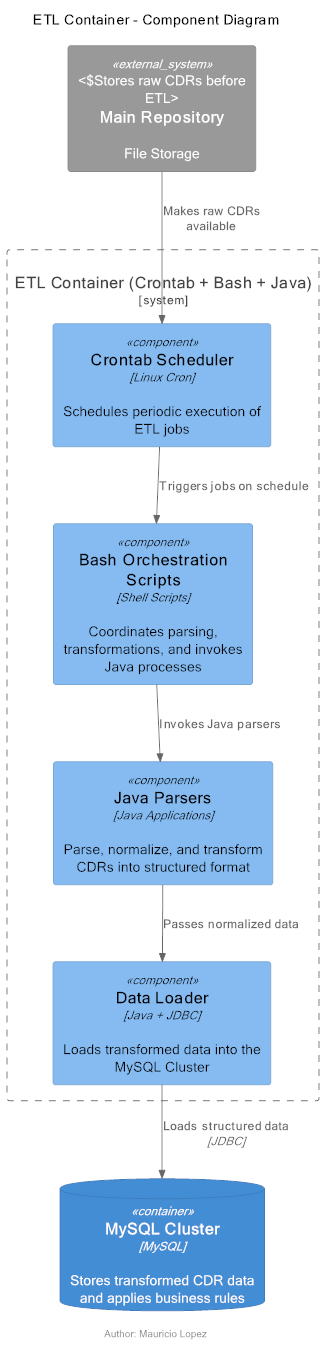 ETL Container - Component Diagram
«external_system»
<$Stores raw CDRs before
ETL>
Main Repository
File Storage
Makes raw CDRs
available
ETL Container (Crontab + Bash + Java)
[system]
«component»
Crontab Scheduler
[Linux Cron]
Schedules periodic execution of
ETL jobs
Triggers jobs on schedule
«component»
Bash Orchestration
Scripts
[Shell Scripts]
Coordinates parsing,
transformations, and invokes
Java processes
Invokes Java parsers
«component»
Java Parsers
[Java Applications]
Parse, normalize, and transform
CDRs into structured format
Passes normalized data
«component»
Data Loader
[Java + JDBC]
Loads transformed data into the
MySQL Cluster
Loads structured data
[JDBC]
«container»
MySQL Cluster
[MySQL]
Stores transformed CDR data
and applies business rules
Author: Mauricio Lopez